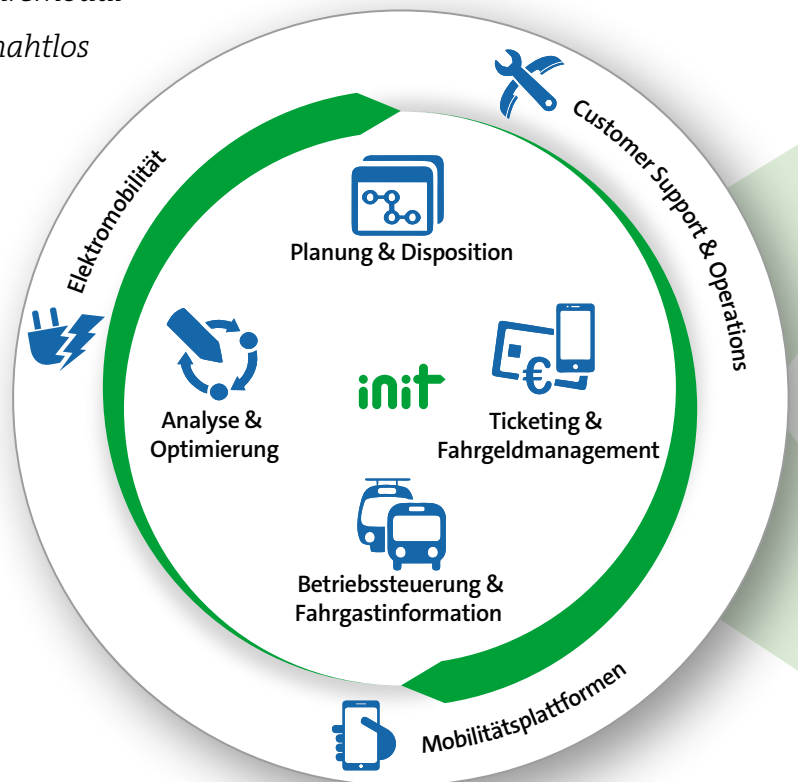 nahtlos
Elektromobilität
Customer Support & Operations
Planung & Disposition
Analyse &
Optimierung
init
Ticketing &
Fahrgeldmanagement
€
Betriebssteuerung &
Fahrgastinformation
Mobilitätsplattformen